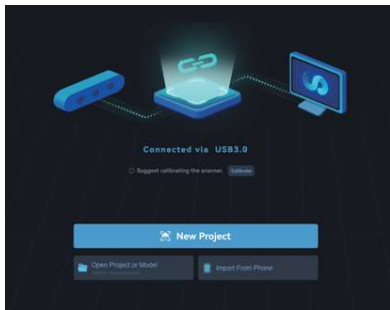 Connected via USB3.0
Suggest calibrating the scanner. Calibrate
New Project
Open Project or Model
Import From Phone